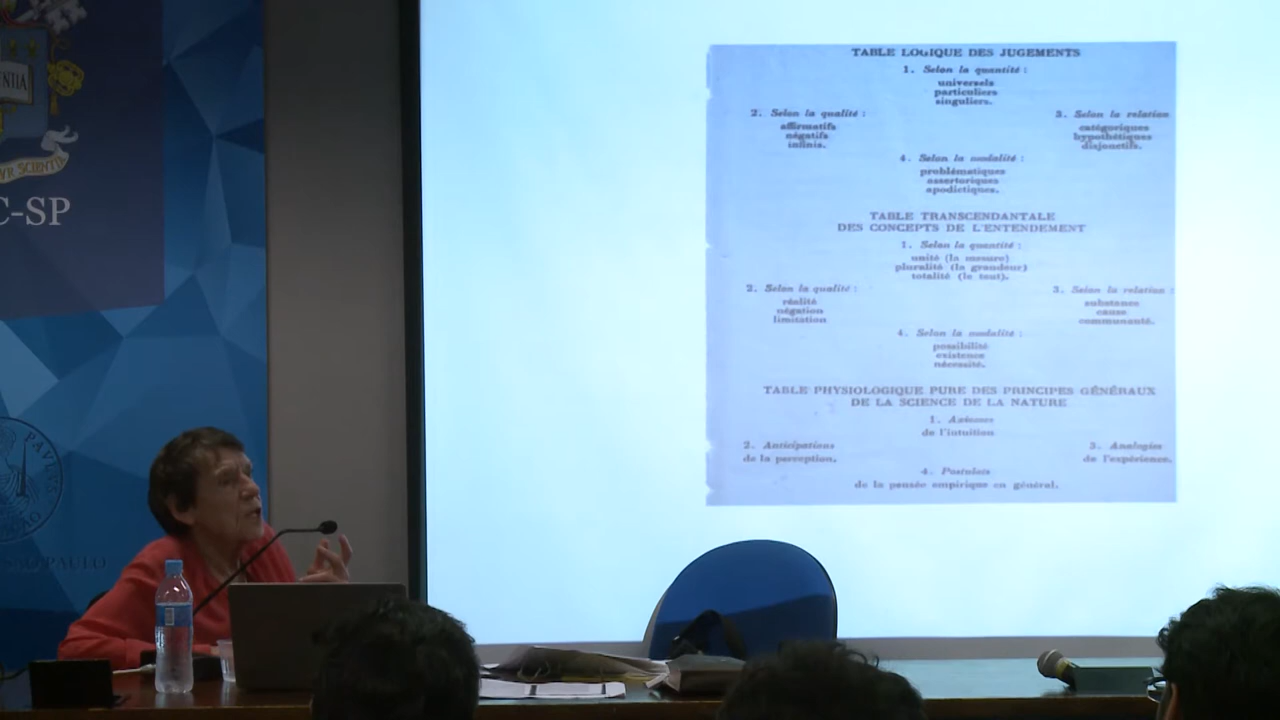 NTIA
VR SCIENTI
C-SP
PAVLVS
TABLE LOGIQUE DES JUGEMENTS
1. Selon la quantité :
universels
particuliers
singuliers.
2. Selon la qualité :
affirmatifs
négatifs
infinis.
3. Selon la relation
catégoriques
hypothétiques
disjonctifs.
4. Selon la modalité :
problématiques
assertoriques
apodictiques.
TABLE TRANSCENDANTALE
DES CONCEPTS DE L'ENTENDEMENT
1. Selon la quantité :
unité (la mesure)
pluralité (la grandeur)
totalité (le tout).
2. Selon la qualité :
réalité
négation
limitation
3. Selon la relation :
substance
cause
communauté.
4. Selon la modalité :
possibilité
existence
nécessité.
TABLE PHYSIOLOGIQUE PURE DES PRINCIPES GÉNÉRAUX
DE LA SCIENCE DE LA NATURE
1. Axiomes
de l'intuition
2. Anticipations
de la perception.
3. Analogies
de l'expérience.
4. Postulats
de la pensée empirique en général.